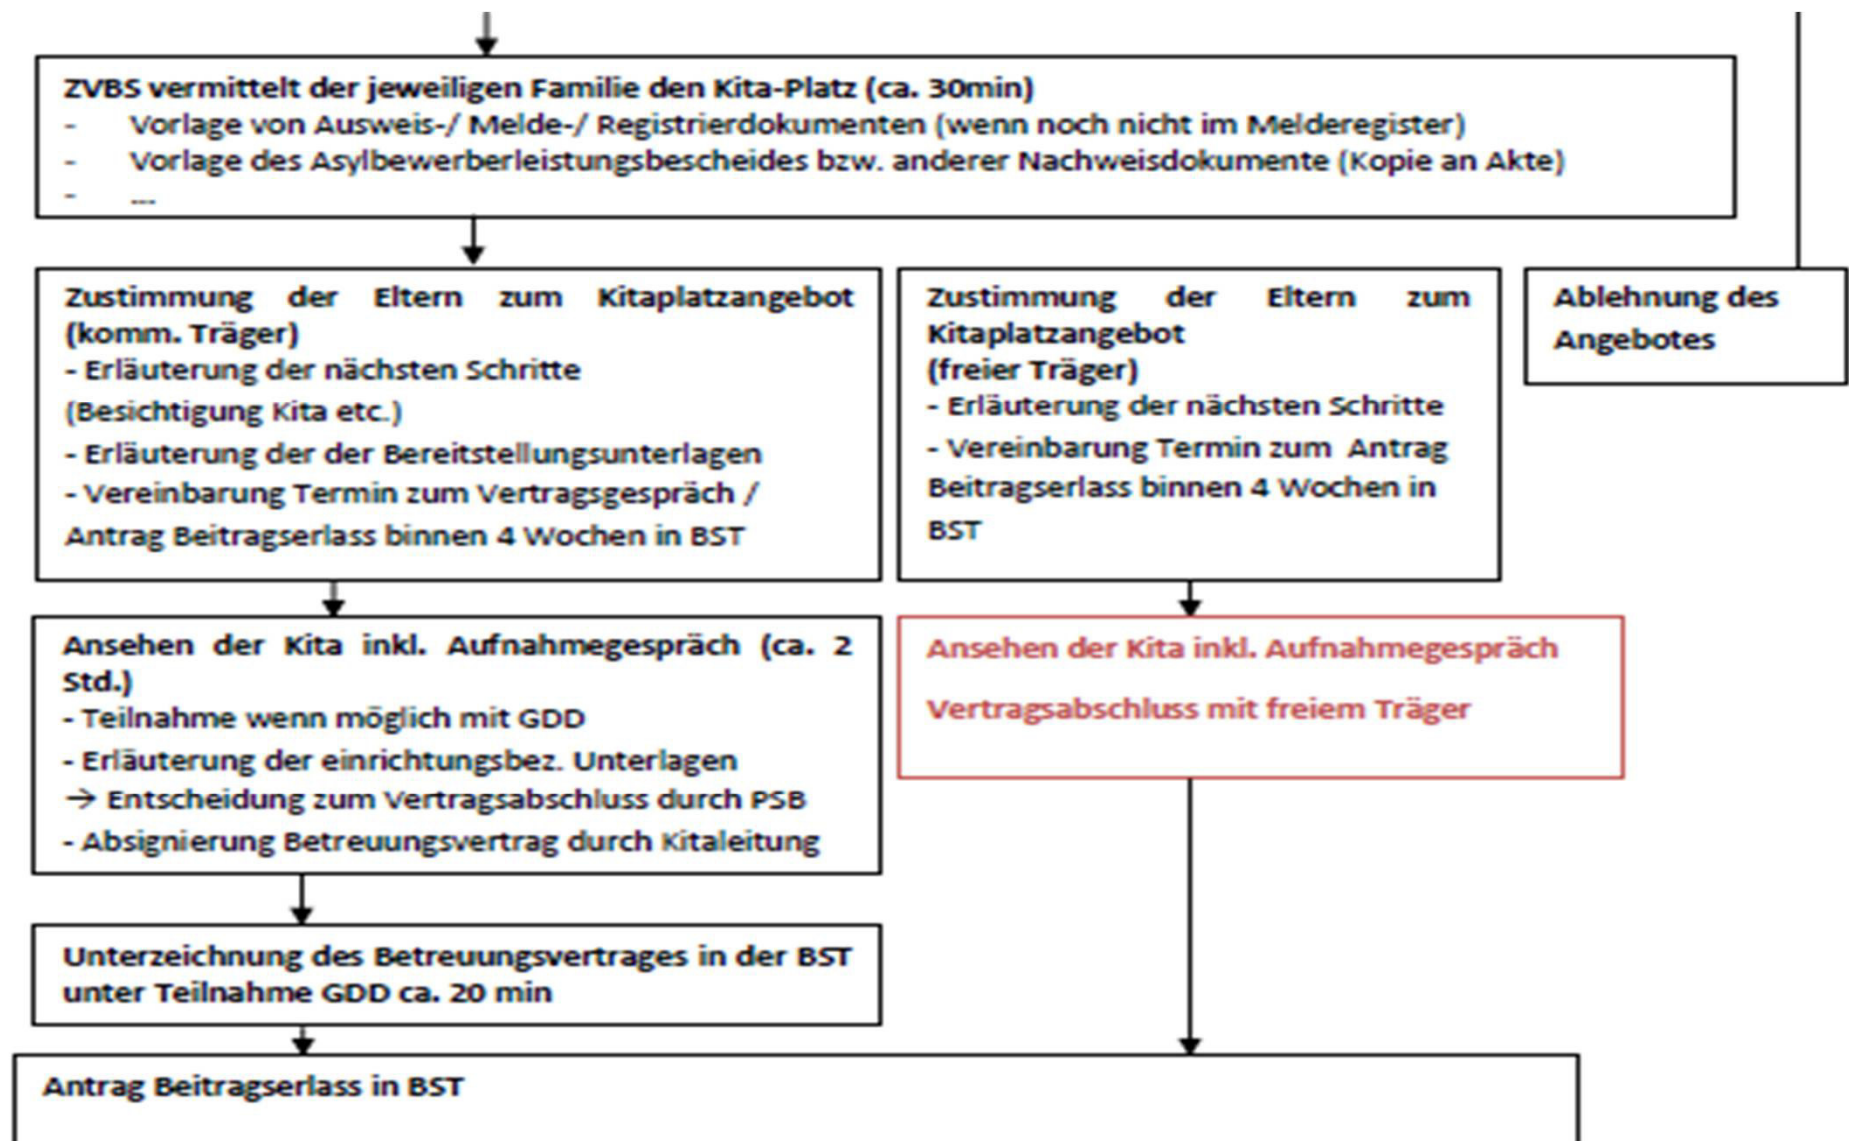 ZVBS vermittelt der jeweiligen Familie den Kita-Platz (ca. 30min)
- Vorlage von Ausweis-/ Melde-/ Registrierdokumenten (wenn noch nicht im Melderegister)
- Vorlage des Asylbewerberleistungsbescheides bzw. anderer Nachweisdokumente (Kopie an Akte)
- ...
Zustimmung der Eltern zum Kitaplatzangebot
(komm. Träger)
- Erläuterung der nächsten Schritte
(Besichtigung Kita etc.)
- Erläuterung der der Bereitstellungsunterlagen
- Vereinbarung Termin zum Vertragsgespräch /
Antrag Beitragserlass binnen 4 Wochen in BST
Zustimmung der Eltern zum
Kitaplatzangebot
(freier Träger)
- Erläuterung der nächsten Schritte
- Vereinbarung Termin zum Antrag
Beitragserlass binnen 4 Wochen in
BST
Ablehnung des
Angebotes
Ansehen der Kita inkl. Aufnahmegespräch (ca. 2
Std.)
- Teilnahme wenn möglich mit GDD
- Erläuterung der einrichtungsbez. Unterlagen
→ Entscheidung zum Vertragsabschluss durch PSB
- Absignierung Betreuungsvertrag durch Kitaleitung
Ansehen der Kita inkl. Aufnahmegespräch
Vertragsabschluss mit freiem Träger
Unterzeichnung des Betreuungsvertrages in der BST
unter Teilnahme GDD ca. 20 min
Antrag Beitragserlass in BST